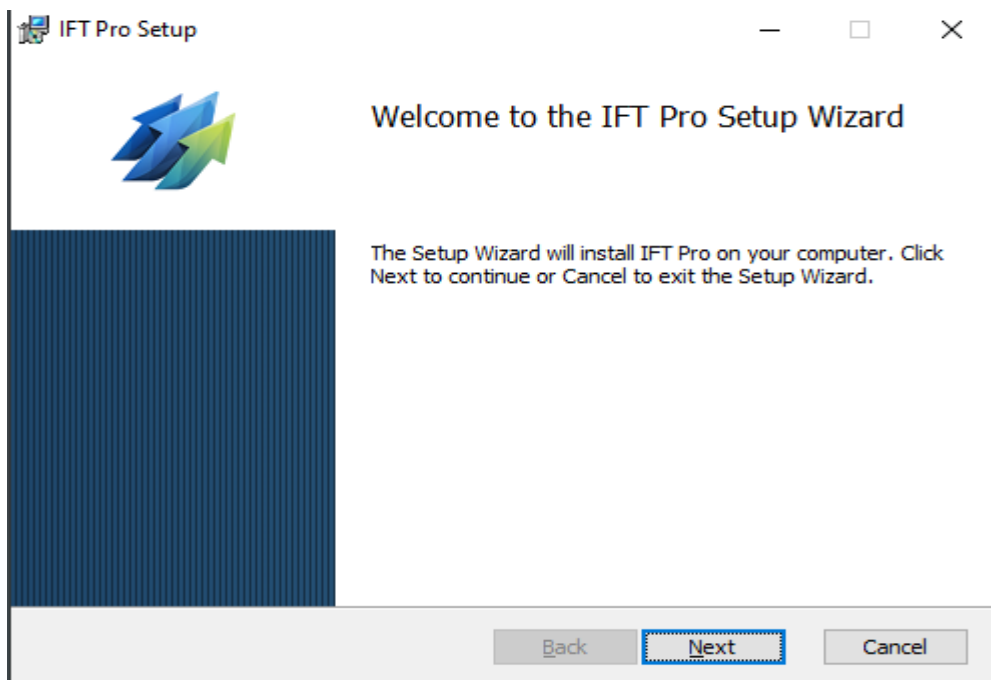 IFT Pro Setup
Welcome to the IFT Pro Setup Wizard
The Setup Wizard will install IFT Pro on your computer. Click
Next to continue or Cancel to exit the Setup Wizard.
Back Next Cancel